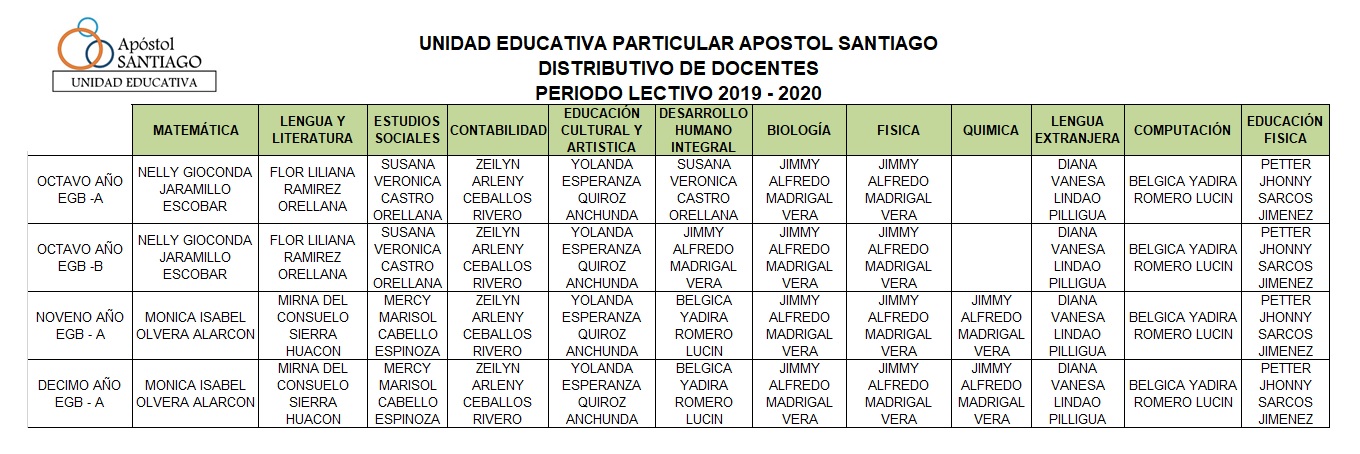 Apóstol
SANTIAGO
UNIDAD EDUCATIVA
UNIDAD EDUCATIVA PARTICULAR APOSTOL SANTIAGO
DISTRIBUTIVO DE DOCENTES
PERIODO LECTIVO 2019 - 2020
MATEMÁTICA
LENGUA Y
LITERATURA
ESTUDIOS
SOCIALES
CONTABILIDAD
EDUCACIÓN
CULTURAL Y
ARTISTICA
DESARROLLO
HUMANO
INTEGRAL
BIOLOGÍA
FISICA
QUIMICA
LENGUA
EXTRANJERA
COMPUTACIÓN
EDUCACIÓN
FISICA
OCTAVO AÑO
EGB -A
NELLY GIOCONDA
JARAMILLO
ESCOBAR
FLOR LILIANA
RAMIREZ
ORELLANA
SUSANA
VERONICA
CASTRO
ORELLANA
ZEILYN
ARLENY
CEBALLOS
RIVERO
YOLANDA
ESPERANZA
QUIROZ
ANCHUNDA
SUSANA
VERONICA
CASTRO
ORELLANA
JIMMY
ALFREDO
MADRIGAL
VERA
JIMMY
ALFREDO
MADRIGAL
VERA
DIANA
VANESA
LINDAO
PILLIGUA
BELGICA YADIRA
ROMERO LUCIN
PETTER
JHONNY
SARCOS
JIMENEZ
OCTAVO AÑO
EGB -B
NELLY GIOCONDA
JARAMILLO
ESCOBAR
FLOR LILIANA
RAMIREZ
ORELLANA
SUSANA
VERONICA
CASTRO
ORELLANA
ZEILYN
ARLENY
CEBALLOS
RIVERO
YOLANDA
ESPERANZA
QUIROZ
ANCHUNDA
JIMMY
ALFREDO
MADRIGAL
VERA
JIMMY
ALFREDO
MADRIGAL
VERA
JIMMY
ALFREDO
MADRIGAL
VERA
DIANA
VANESA
LINDAO
PILLIGUA
BELGICA YADIRA
ROMERO LUCIN
PETTER
JHONNY
SARCOS
JIMENEZ
NOVENO AÑO
EGB - A
MONICA ISABEL
OLVERA ALARCON
MIRNA DEL
CONSUELO
SIERRA
HUACON
MERCY
MARISOL
CABELLO
ESPINOZA
ZEILYN
ARLENY
CEBALLOS
RIVERO
YOLANDA
ESPERANZA
QUIROZ
ANCHUNDA
BELGICA
YADIRA
ROMERO
LUCIN
JIMMY
ALFREDO
MADRIGAL
VERA
JIMMY
ALFREDO
MADRIGAL
VERA
JIMMY
ALFREDO
MADRIGAL
VERA
DIANA
VANESA
LINDAO
PILLIGUA
BELGICA YADIRA
ROMERO LUCIN
PETTER
JHONNY
SARCOS
JIMENEZ
DECIMO AÑO
EGB - A
MONICA ISABEL
OLVERA ALARCON
MIRNA DEL
CONSUELO
SIERRA
HUACON
MERCY
MARISOL
CABELLO
ESPINOZA
ZEILYN
ARLENY
CEBALLOS
RIVERO
YOLANDA
ESPERANZA
QUIROZ
ANCHUNDA
BELGICA
YADIRA
ROMERO
LUCIN
JIMMY
ALFREDO
MADRIGAL
VERA
JIMMY
ALFREDO
MADRIGAL
VERA
JIMMY
ALFREDO
MADRIGAL
VERA
DIANA
VANESA
LINDAO
PILLIGUA
BELGICA YADIRA
ROMERO LUCIN
PETTER
JHONNY
SARCOS
JIMENEZ